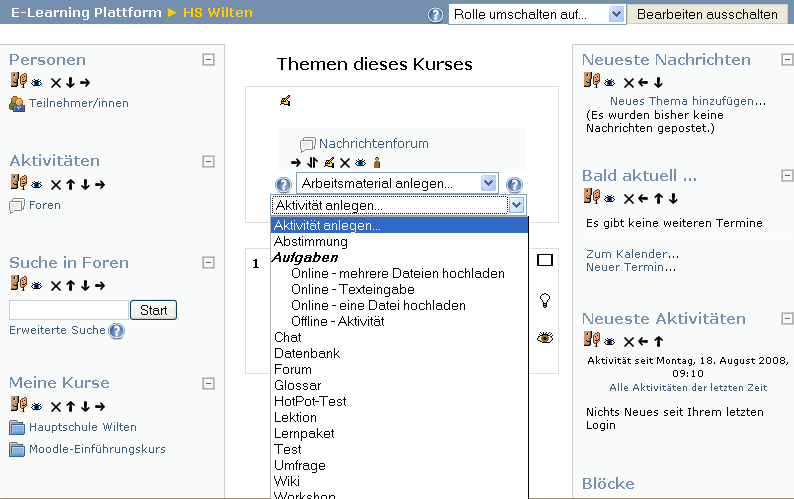 E-Learning Plattform ► HS Wilten
Rolle umschalten auf...
Bearbeiten ausschalten
Personen
Teilnehmer/innen
Aktivitäten
Foren
Suche in Foren
Start
Erweiterte Suche
Meine Kurse
Hauptschule Wilten
Moodle-Einführungskurs
Themen dieses Kurses
Nachrichtenforum
Arbeitsmaterial anlegen...
Aktivität anlegen...
1
Aktivität anlegen...
Abstimmung
Aufgaben
Online - mehrere Dateien hochladen
Online - Texteingabe
Online - eine Datei hochladen
Offline - Aktivität
Chat
Datenbank
Forum
Glossar
HotPot-Test
Lektion
Lernpaket
Test
Umfrage
Wiki
Workshop
Neueste Nachrichten
Neues Thema hinzufügen...
(Es wurden bisher keine
Nachrichten gepostet.)
Bald aktuell ...
Es gibt keine weiteren Termine
Zum Kalender...
Neuer Termin...
Neueste Aktivitäten
Aktivität seit Montag, 18. August 2008,
09:10
Alle Aktivitäten der letzten Zeit
Nichts Neues seit Ihrem letzten
Login
Blöcke